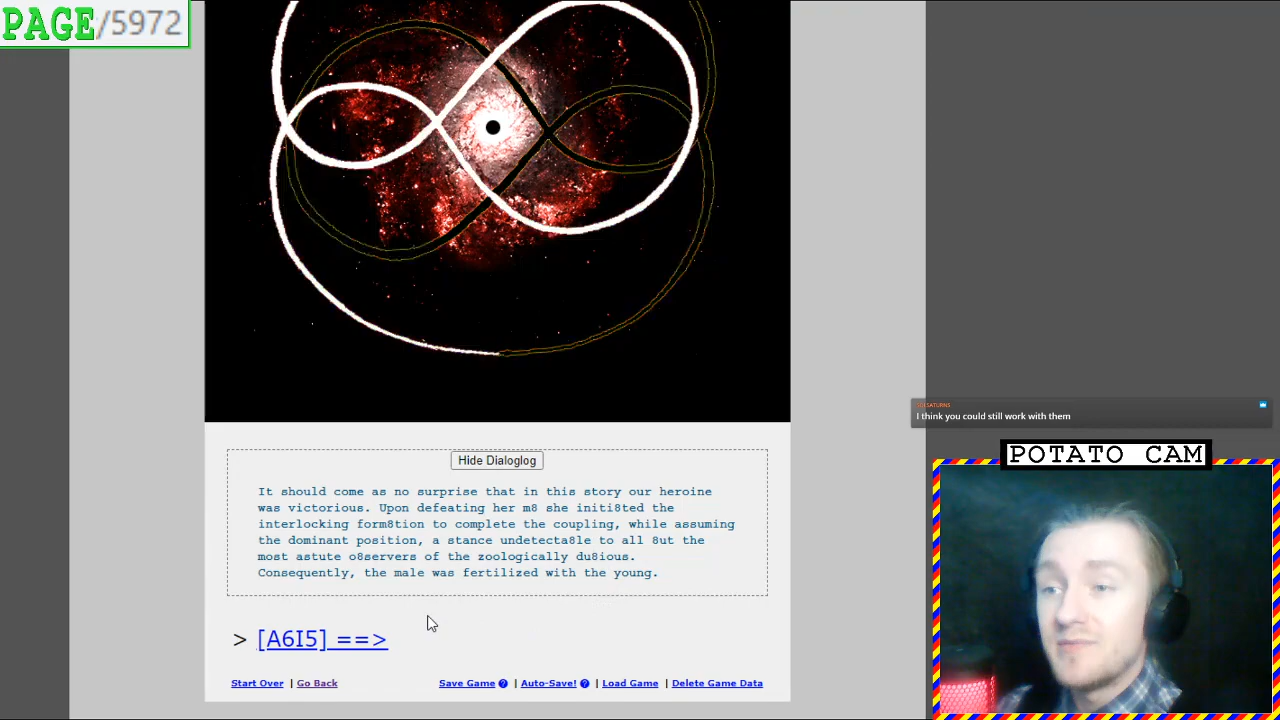 PAGE/5972
I think you could still work with them
POTATO CAM
Hide Dialoglog
It should come as no surprise that in this story our heroine
was victorious. Upon defeating her m8 she initi8ted the
interlocking form8tion to complete the coupling, while assuming
the dominant position, a stance undetecta8le to all 8ut the
most astute o8servers of the zoologically du8ious.
Consequently, the male was fertilized with the young.
> [A6I5] ==>
Start Over | Go Back Save Game ? | Auto-Save! ? | Load Game | Delete Game Data